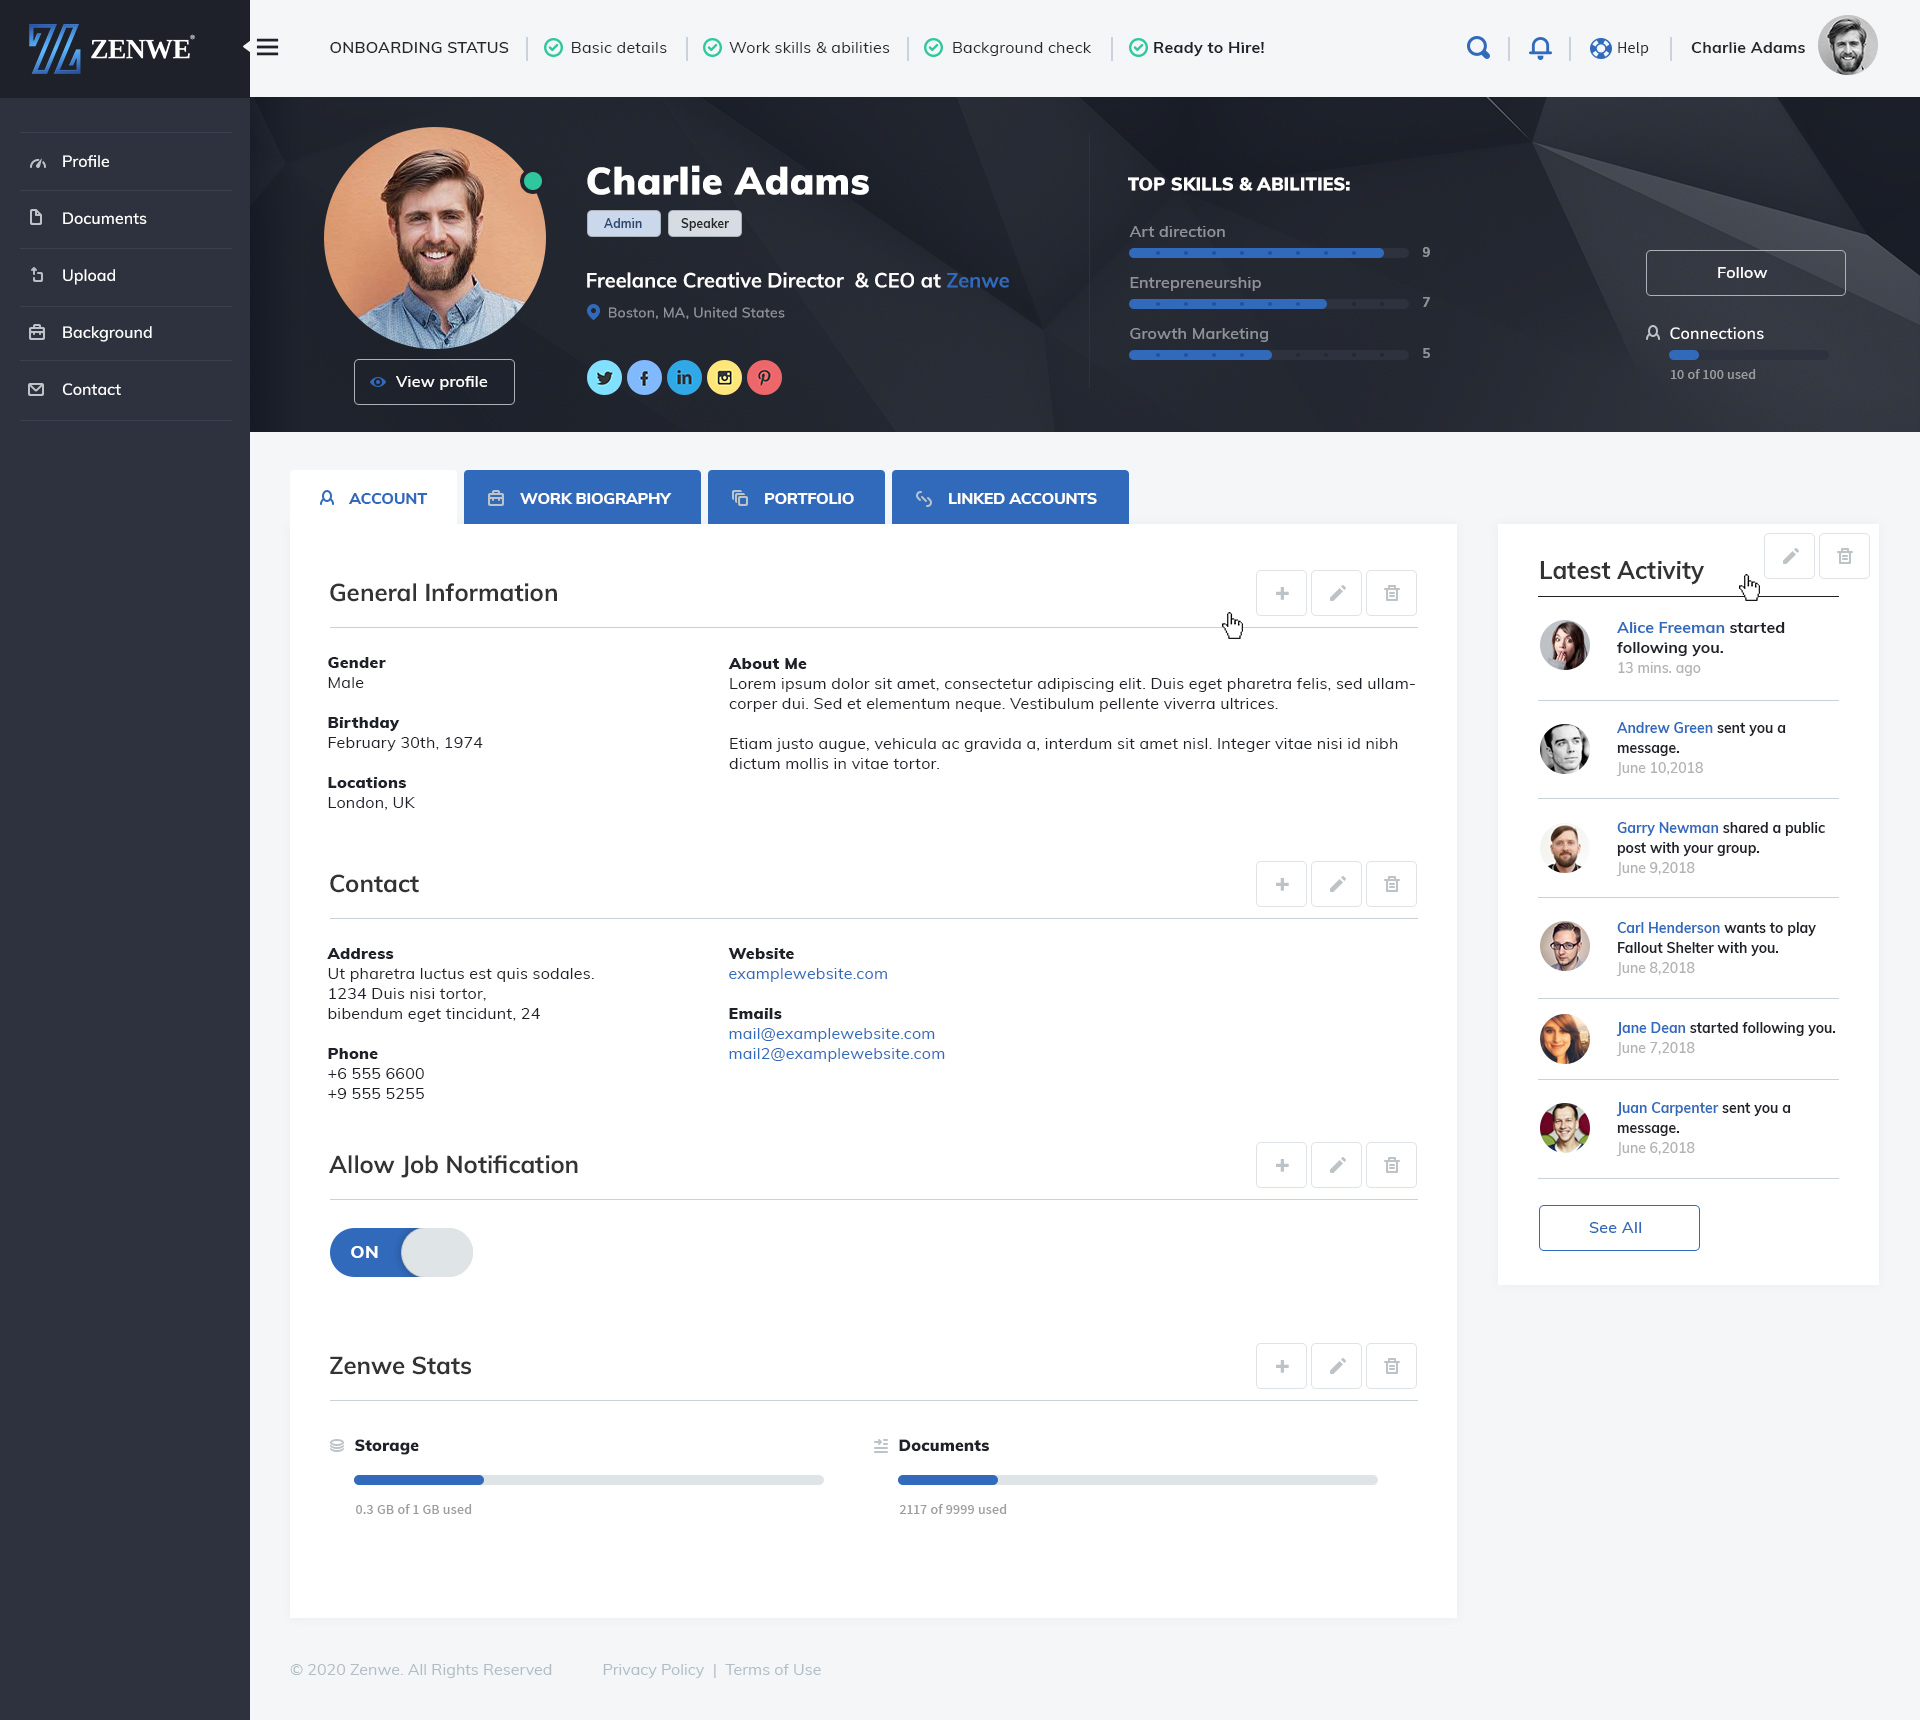 ZENWE®
ONBOARDING STATUS
Basic details
Work skills & abilities
Background check
Ready to Hire!
Help
Charlie Adams
Profile
Documents
Upload
Background
Contact
View profile
Charlie Adams
Admin
Speaker
Freelance Creative Director & CEO at Zenwe
Boston, MA, United States
in
TOP SKILLS & ABILITIES:
Art direction
9
Entrepreneurship
7
Growth Marketing
5
Follow
Connections
10 of 100 used
ACCOUNT
WORK BIOGRAPHY
PORTFOLIO
LINKED ACCOUNTS
General Information
Gender
Male
Birthday
February 30th, 1974
Locations
London, UK
About Me
Lorem ipsum dolor sit amet, consectetur adipiscing elit. Duis eget pharetra felis, sed ullam-
corper dui. Sed et elementum neque. Vestibulum pellente viverra ultrices.
Etiam justo augue, vehicula ac gravida a, interdum sit amet nisl. Integer vitae nisi id nibh
dictum mollis in vitae tortor.
Contact
Address
Ut pharetra luctus est quis sodales.
1234 Duis nisi tortor,
bibendum eget tincidunt, 24
Phone
+6 555 6600
+9 555 5255
Website
examplewebsite.com
Emails
mail@examplewebsite.com
mail2@examplewebsite.com
Allow Job Notification
ON
Zenwe Stats
Storage
0.3 GB of 1 GB used
Documents
2117 of 9999 used
Latest Activity
Alice Freeman started
following you.
13 mins. ago
Andrew Green sent you a
message.
June 10,2018
Garry Newman shared a public
post with your group.
June 9,2018
Carl Henderson wants to play
Fallout Shelter with you.
June 8,2018
Jane Dean started following you.
June 7,2018
Juan Carpenter sent you a
message.
June 6,2018
See All
© 2020 Zenwe. All Rights Reserved
Privacy Policy | Terms of Use